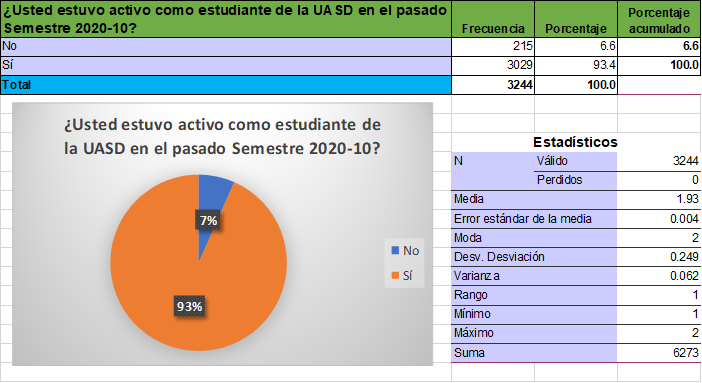 ¿Usted estuvo activo como estudiante de la UASD en el pasado
Semestre 2020-10? Frecuencia Porcentaje Porcentaje acumulado
No 215 6.6 6.6
Sí 3029 93.4 100.0
Total 3244 100.0
¿Usted estuvo activo como estudiante de
la UASD en el pasado Semestre 2020-10?
7%
93%
No
Sí
Estadísticos
N Válido 3244
Perdidos 0
Media 1.93
Error estándar de la media 0.004
Moda 2
Desv. Desviación 0.249
Varianza 0.062
Rango 1
Mínimo 1
Máximo 2
Suma 6273